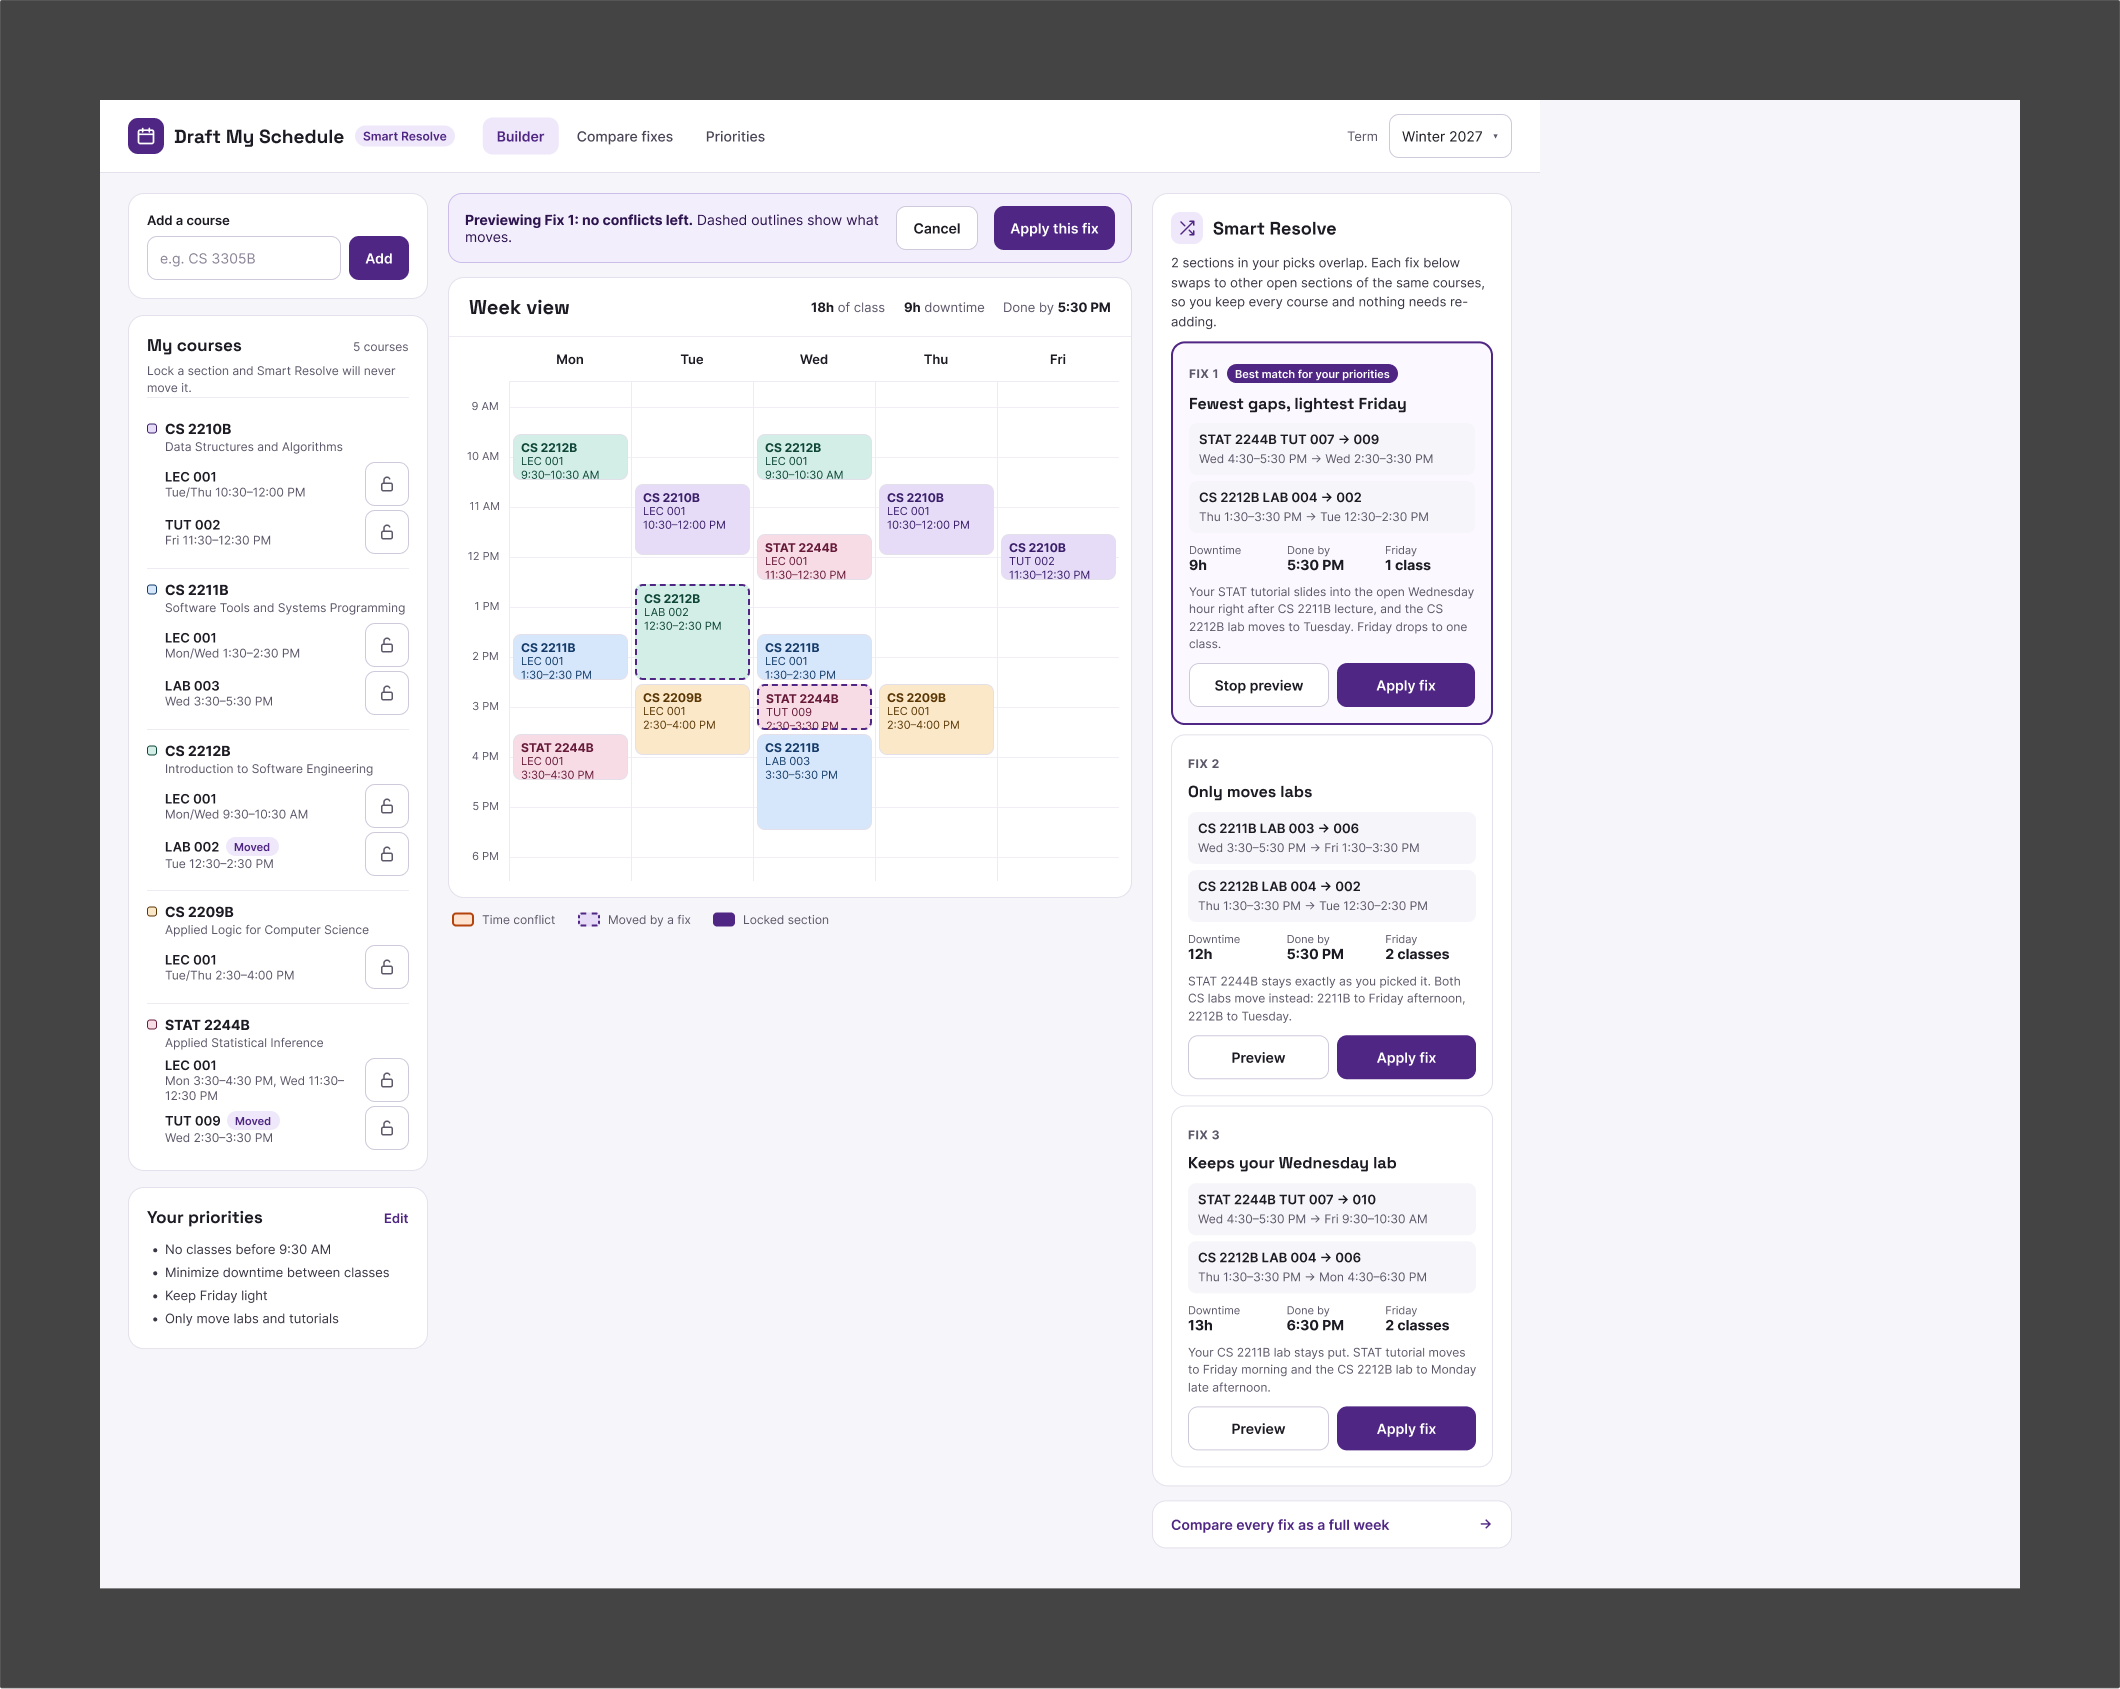 Draft My Schedule
Smart Resolve
Builder
Compare fixes
Priorities
Term
Winter 2027
Add a course
e.g. CS 3305B
Add
My courses
5 courses
Lock a section and Smart Resolve will never
move it.
CS 2210B
Data Structures and Algorithms
LEC 001
Tue/Thu 10:30–12:00 PM
TUT 002
Fri 11:30–12:30 PM
CS 2211B
Software Tools and Systems Programming
LEC 001
Mon/Wed 1:30–2:30 PM
LAB 003
Wed 3:30–5:30 PM
CS 2212B
Introduction to Software Engineering
LEC 001
Mon/Wed 9:30–10:30 AM
LAB 002 Moved
Tue 12:30–2:30 PM
CS 2209B
Applied Logic for Computer Science
LEC 001
Tue/Thu 2:30–4:00 PM
STAT 2244B
Applied Statistical Inference
LEC 001
Mon 3:30–4:30 PM, Wed 11:30–
12:30 PM
TUT 009 Moved
Wed 2:30–3:30 PM
Your priorities
Edit
• No classes before 9:30 AM
• Minimize downtime between classes
• Keep Friday light
• Only move labs and tutorials
Previewing Fix 1: no conflicts left. Dashed outlines show what
moves.
Cancel
Apply this fix
Week view
18h of class
9h downtime
Done by 5:30 PM
Mon
Tue
Wed
Thu
Fri
9 AM
10 AM
11 AM
12 PM
1 PM
2 PM
3 PM
4 PM
5 PM
6 PM
CS 2212B
LEC 001
9:30–10:30 AM
CS 2211B
LEC 001
1:30–2:30 PM
STAT 2244B
LEC 001
3:30–4:30 PM
CS 2210B
LEC 001
10:30–12:00 PM
CS 2212B
LAB 002
12:30–2:30 PM
CS 2209B
LEC 001
2:30–4:00 PM
CS 2212B
LEC 001
9:30–10:30 AM
STAT 2244B
LEC 001
11:30–12:30 PM
CS 2211B
LEC 001
1:30–2:30 PM
STAT 2244B
TUT 009
2:30–3:30 PM
CS 2211B
LAB 003
3:30–5:30 PM
CS 2210B
LEC 001
10:30–12:00 PM
CS 2209B
LEC 001
2:30–4:00 PM
CS 2210B
TUT 002
11:30–12:30 PM
Time conflict
Moved by a fix
Locked section
Smart Resolve
2 sections in your picks overlap. Each fix below
swaps to other open sections of the same courses,
so you keep every course and nothing needs re-
adding.
FIX 1 Best match for your priorities
Fewest gaps, lightest Friday
STAT 2244B TUT 007 → 009
Wed 4:30–5:30 PM → Wed 2:30–3:30 PM
CS 2212B LAB 004 → 002
Thu 1:30–3:30 PM → Tue 12:30–2:30 PM
Downtime
9h
Done by
5:30 PM
Friday
1 class
Your STAT tutorial slides into the open Wednesday
hour right after CS 2211B lecture, and the CS
2212B lab moves to Tuesday. Friday drops to one
class.
Stop preview
Apply fix
FIX 2
Only moves labs
CS 2211B LAB 003 → 006
Wed 3:30–5:30 PM → Fri 1:30–3:30 PM
CS 2212B LAB 004 → 002
Thu 1:30–3:30 PM → Tue 12:30–2:30 PM
Downtime
12h
Done by
5:30 PM
Friday
2 classes
STAT 2244B stays exactly as you picked it. Both
CS labs move instead: 2211B to Friday afternoon,
2212B to Tuesday.
Preview
Apply fix
FIX 3
Keeps your Wednesday lab
STAT 2244B TUT 007 → 010
Wed 4:30–5:30 PM → Fri 9:30–10:30 AM
CS 2212B LAB 004 → 006
Thu 1:30–3:30 PM → Mon 4:30–6:30 PM
Downtime
13h
Done by
6:30 PM
Friday
2 classes
Your CS 2211B lab stays put. STAT tutorial moves
to Friday morning and the CS 2212B lab to Monday
late afternoon.
Preview
Apply fix
Compare every fix as a full week →